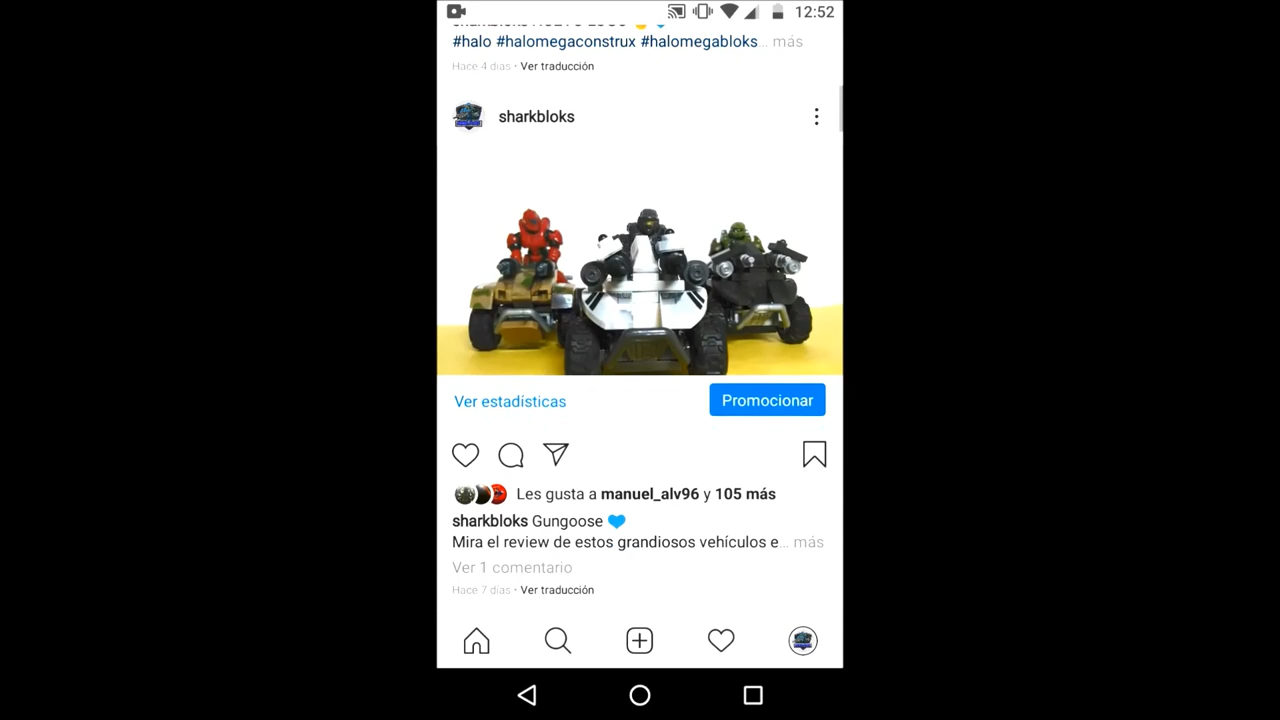 12:52
#halo #halomegaconstrux #halomegabloks... más
Hace 4 días • Ver traducción
sharkbloks
Ver estadísticas
Promocionar
Les gusta a manuel_alv96 y 105 más
sharkbloks Gungoose 💙
Mira el review de estos grandiosos vehículos e... más
Ver 1 comentario
Hace 7 días • Ver traducción